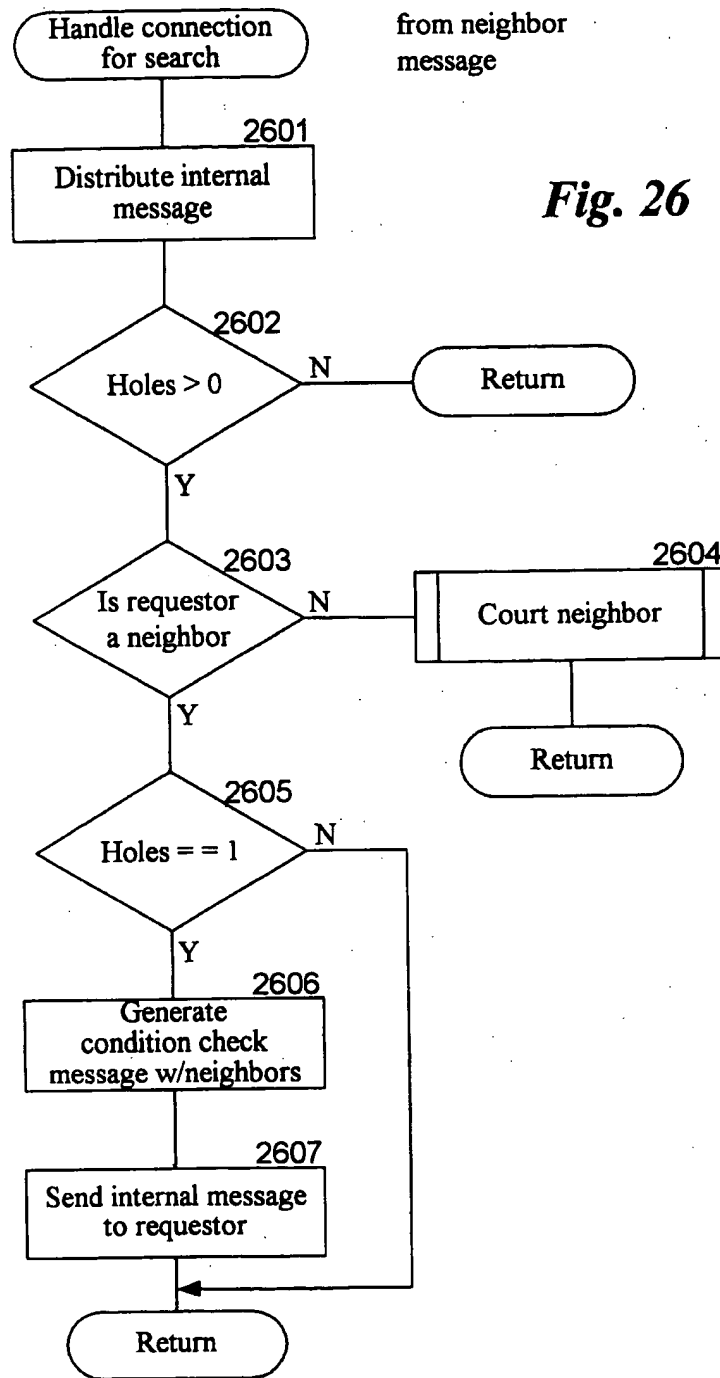 Handle connection
for search
from neighbor
message
2601
Distribute internal
message
Fig. 26
2602
Holes > 0
N
Return
Y
2603
Is requestor
a neighbor
N
2604
Court neighbor
Y
Return
2605
Holes = = 1
N
Y
2606
Generate
condition check
message w/neighbors
2607
Send internal message
to requestor
Return